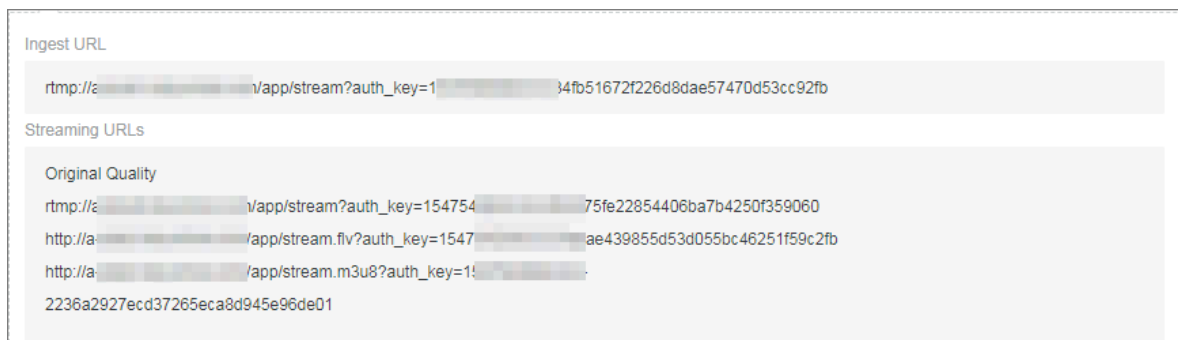 Ingest URL
rtmp://a /app/stream?auth_key=1 34fb51672f226d8dae57470d53cc92fb
Streaming URLs
Original Quality
rtmp://a /app/stream?auth_key=154754 75fe22854406ba7b4250f359060
http://a- /app/stream.flv?auth_key=1547 ae439855d53d055bc46251f59c2fb
http://a- /app/stream.m3u8?auth_key=15 -
2236a2927ecd37265eca8d945e96de01